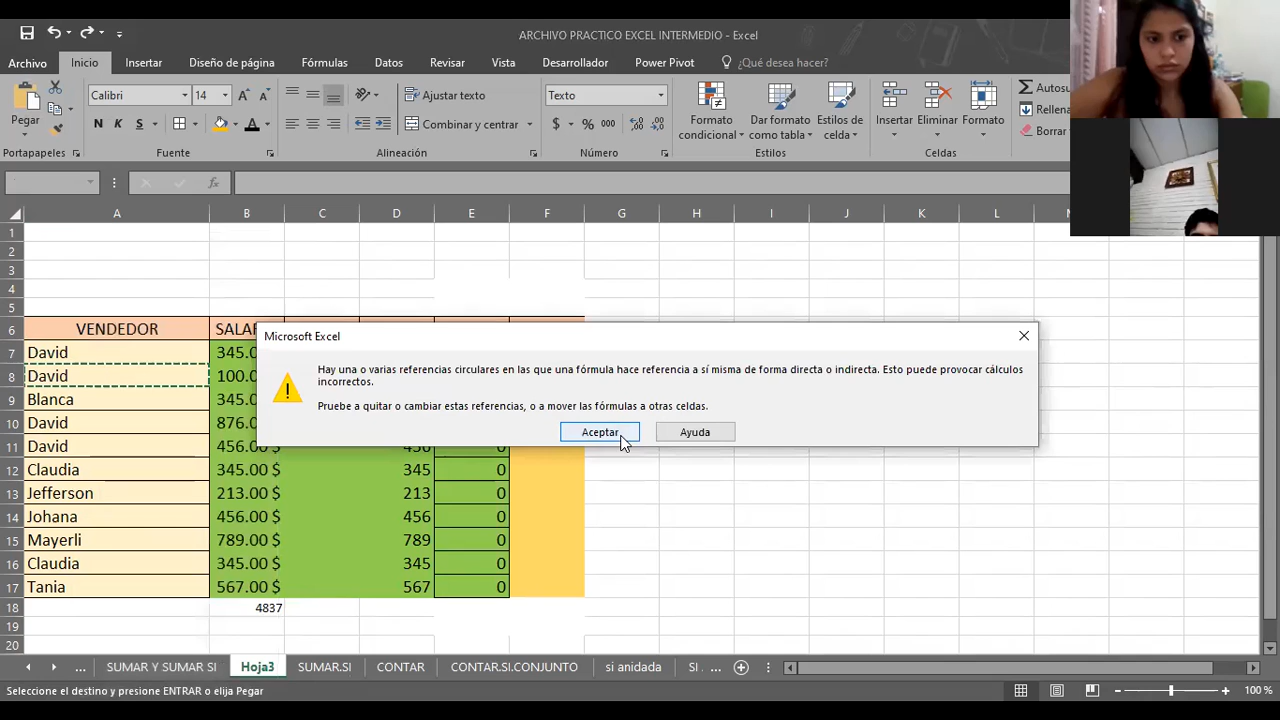 ARCHIVO PRACTICO EXCEL INTERMEDIO - Excel
Archivo Inicio Insertar Diseño de página Fórmulas Datos Revisar Vista Desarrollador Power Pivot ¿Qué desea hacer?
Pegar
Calibri 14
N K S
Ajustar texto
Combinar y centrar
Texto
$ % 000
Formato condicional
Dar formato como tabla
Estilos de celda
Insertar Eliminar Formato
Autosu
Rellena
Borrar
Portapapeles Fuente Alineación Número Estilos Celdas
fx
A B C D E F G H I J K L
1
2
3
4
5
6 VENDEDOR SALA
7 David 345.0
8 David 100.0
9 Blanca 345.0
10 David 876.0
11 David 456.0
12 Claudia 345.00 $ 345 0
13 Jefferson 213.00 $ 213 0
14 Johana 456.00 $ 456 0
15 Mayerli 789.00 $ 789 0
16 Claudia 345.00 $ 345 0
17 Tania 567.00 $ 567 0
18 4837
19
20
Microsoft Excel
Hay una o varias referencias circulares en las que una fórmula hace referencia a sí misma de forma directa o indirecta. Esto puede provocar cálculos
incorrectos.
Pruebe a quitar o cambiar estas referencias, o a mover las fórmulas a otras celdas.
Aceptar Ayuda
... SUMAR Y SUMAR SI Hoja3 SUMAR.SI CONTAR CONTAR.SI.CONJUNTO si anidada SI ...
Seleccione el destino y presione ENTRAR o elija Pegar 100 %